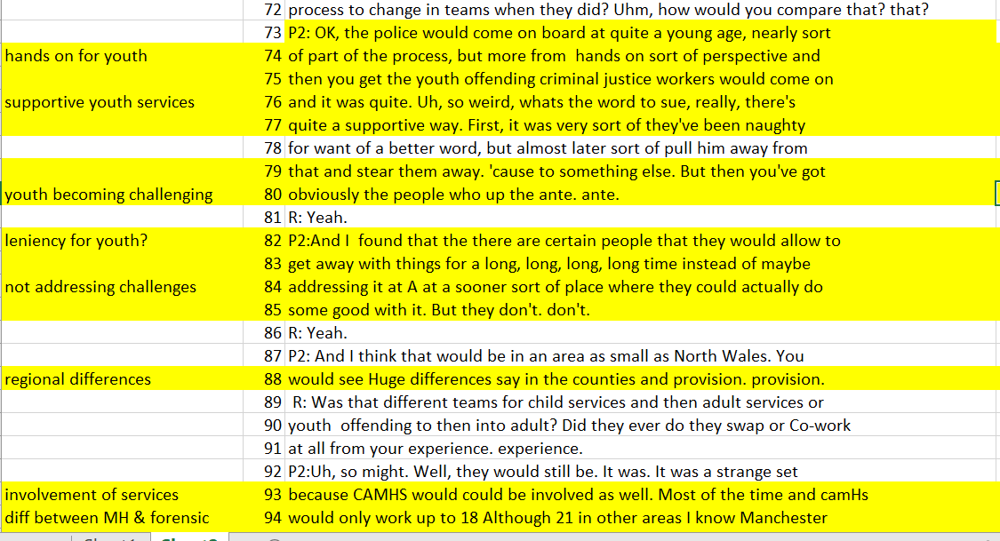 72 process to change in teams when they did? Uhm, how would you compare that? that?
73 P2: OK, the police would come on board at quite a young age, nearly sort
hands on for youth 74 of part of the process, but more from  hands on sort of perspective and
75 then you get the youth offending criminal justice workers would come on
supportive youth services 76 and it was quite. Uh, so weird, whats the word to sue, really, there's
77 quite a supportive way. First, it was very sort of they've been naughty
78 for want of a better word, but almost later sort of pull him away from
79 that and stear them away. 'cause to something else. But then you've got
youth becoming challenging 80 obviously the people who up the ante. ante.
81 R: Yeah.
leniency for youth? 82 P2:And I  found that the there are certain people that they would allow to
83 get away with things for a long, long, long, long time instead of maybe
not addressing challenges 84 addressing it at A at a sooner sort of place where they could actually do
85 some good with it. But they don't. don't.
86 R: Yeah.
87 P2: And I think that would be in an area as small as North Wales. You
regional differences 88 would see Huge differences say in the counties and provision. provision.
89  R: Was that different teams for child services and then adult services or
90 youth  offending to then into adult? Did they ever do they swap or Co-work
91 at all from your experience. experience.
92 P2:Uh, so might. Well, they would still be. It was. It was a strange set
involvement of services 93 because CAMHS would could be involved as well. Most of the time and camHs
diff between MH & forensic 94 would only work up to 18 Although 21 in other areas I know Manchester